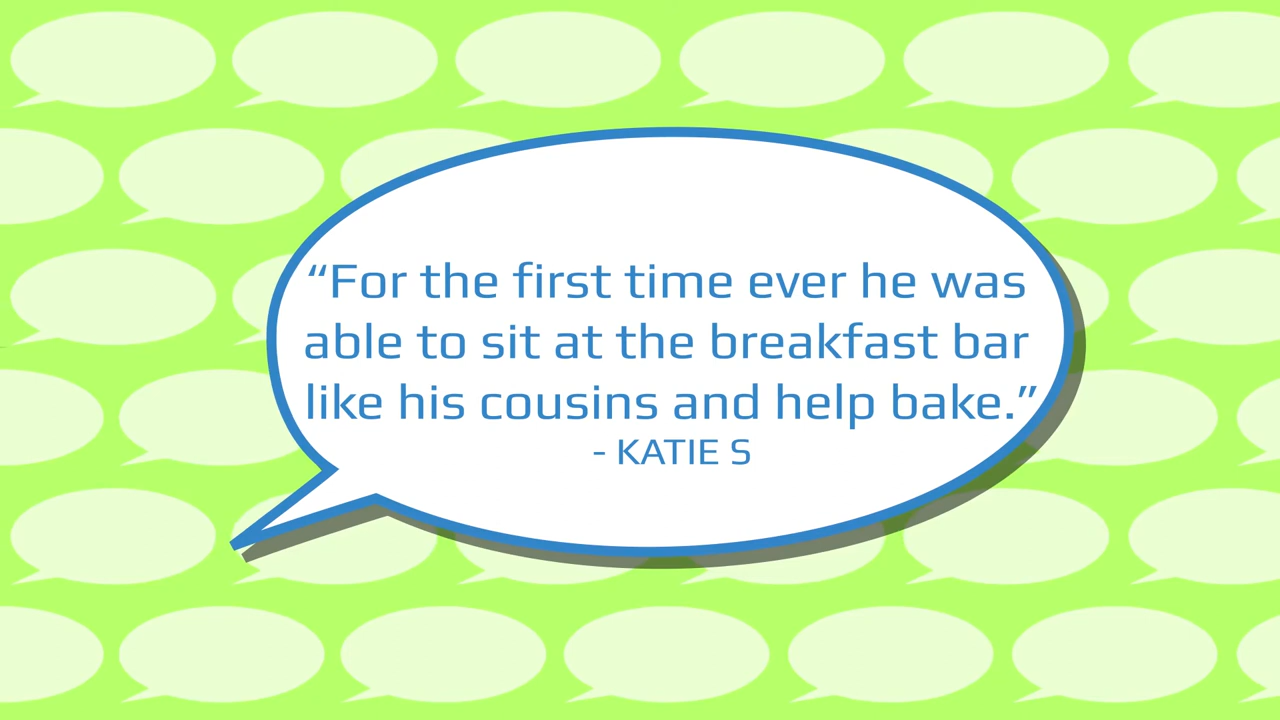 “For the first time ever he was
able to sit at the breakfast bar
like his cousins and help bake.”
- KATIE S